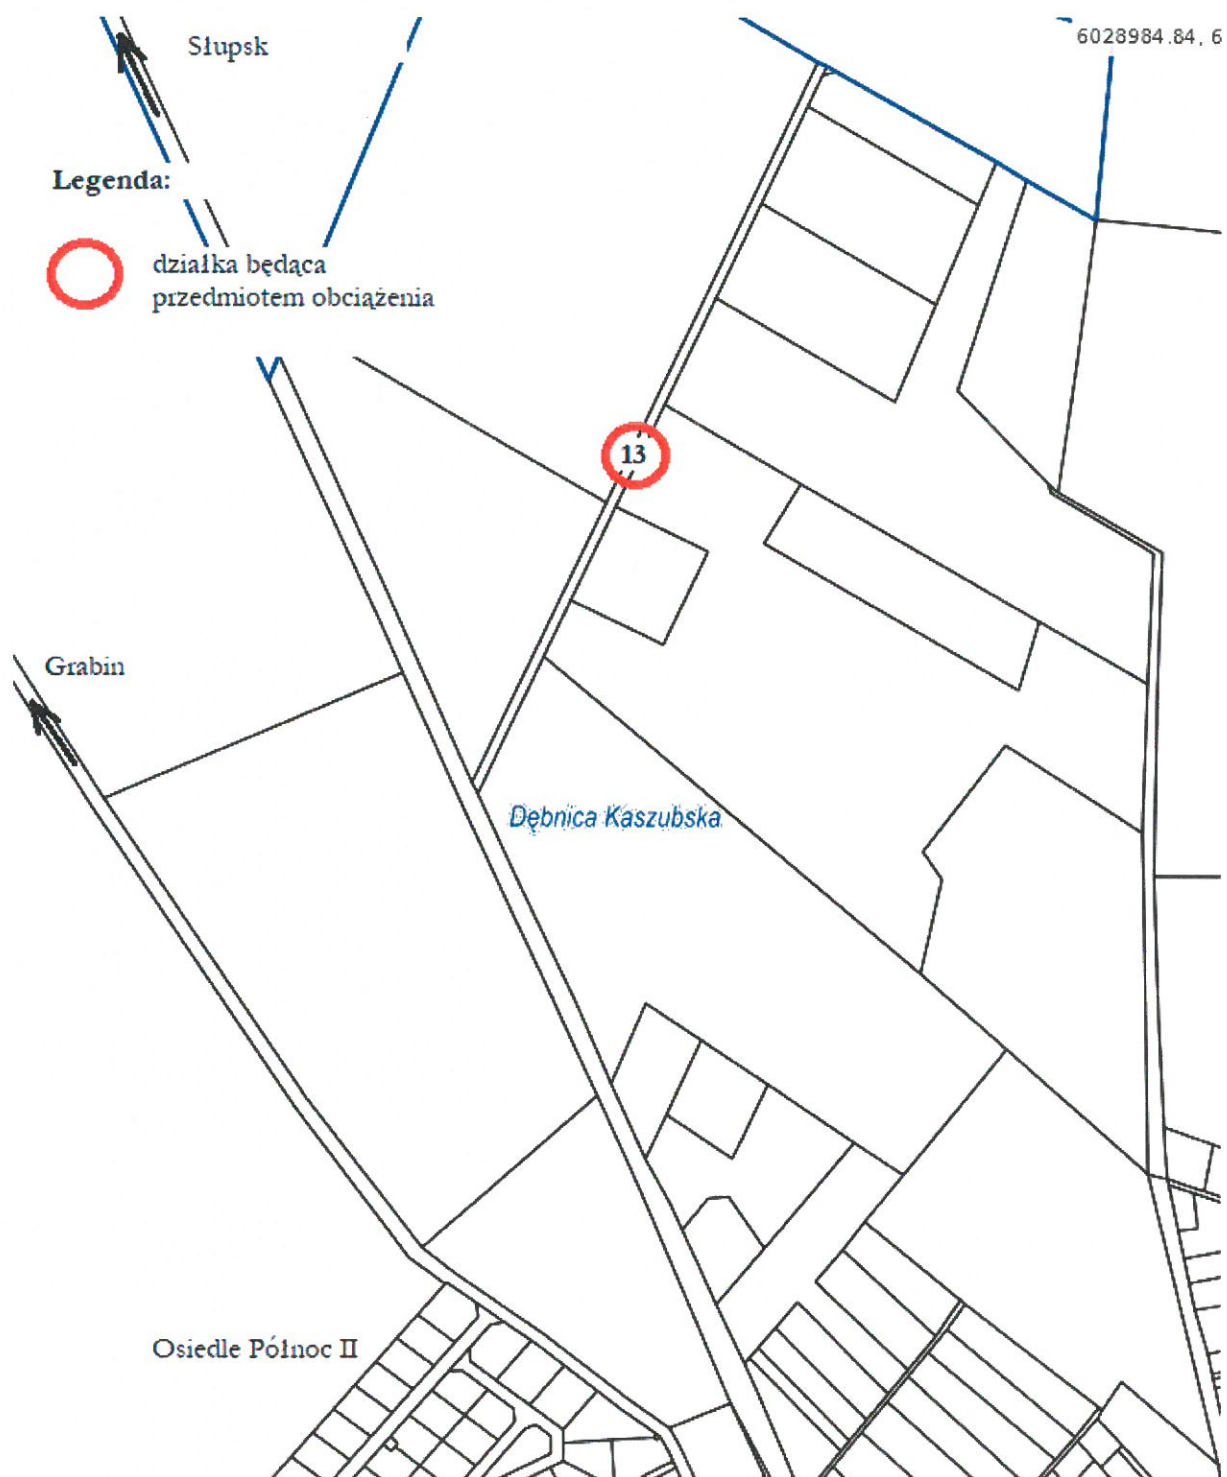 Słupsk
6028984.84, 6
Legenda:
działka będąca
przedmiotem obciążenia
13
Grabin
Dębnica Kaszubska
Osiedle Północ II